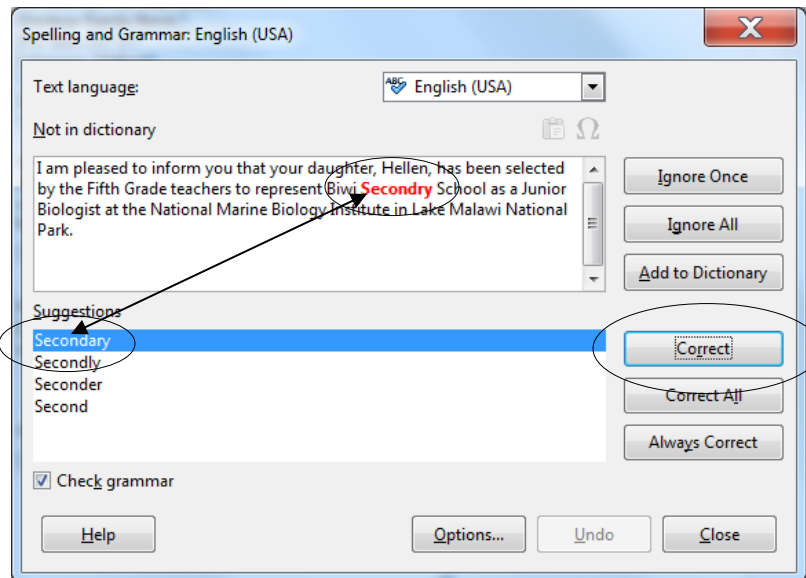 Spelling and Grammar: English (USA)
X
Text language:
ABC
English (USA)
Not in dictionary
Ω
I am pleased to inform you that your daughter, Hellen, has been selected
by the Fifth Grade teachers to represent Biwi Secondry School as a Junior
Biologist at the National Marine Biology Institute in Lake Malawi National
Park.
Ignore Once
Ignore All
Add to Dictionary
Suggestions
Secondary
Secondly
Seconder
Second
Correct
Correct All
Always Correct
Check grammar
Help
Options...
Undo
Close